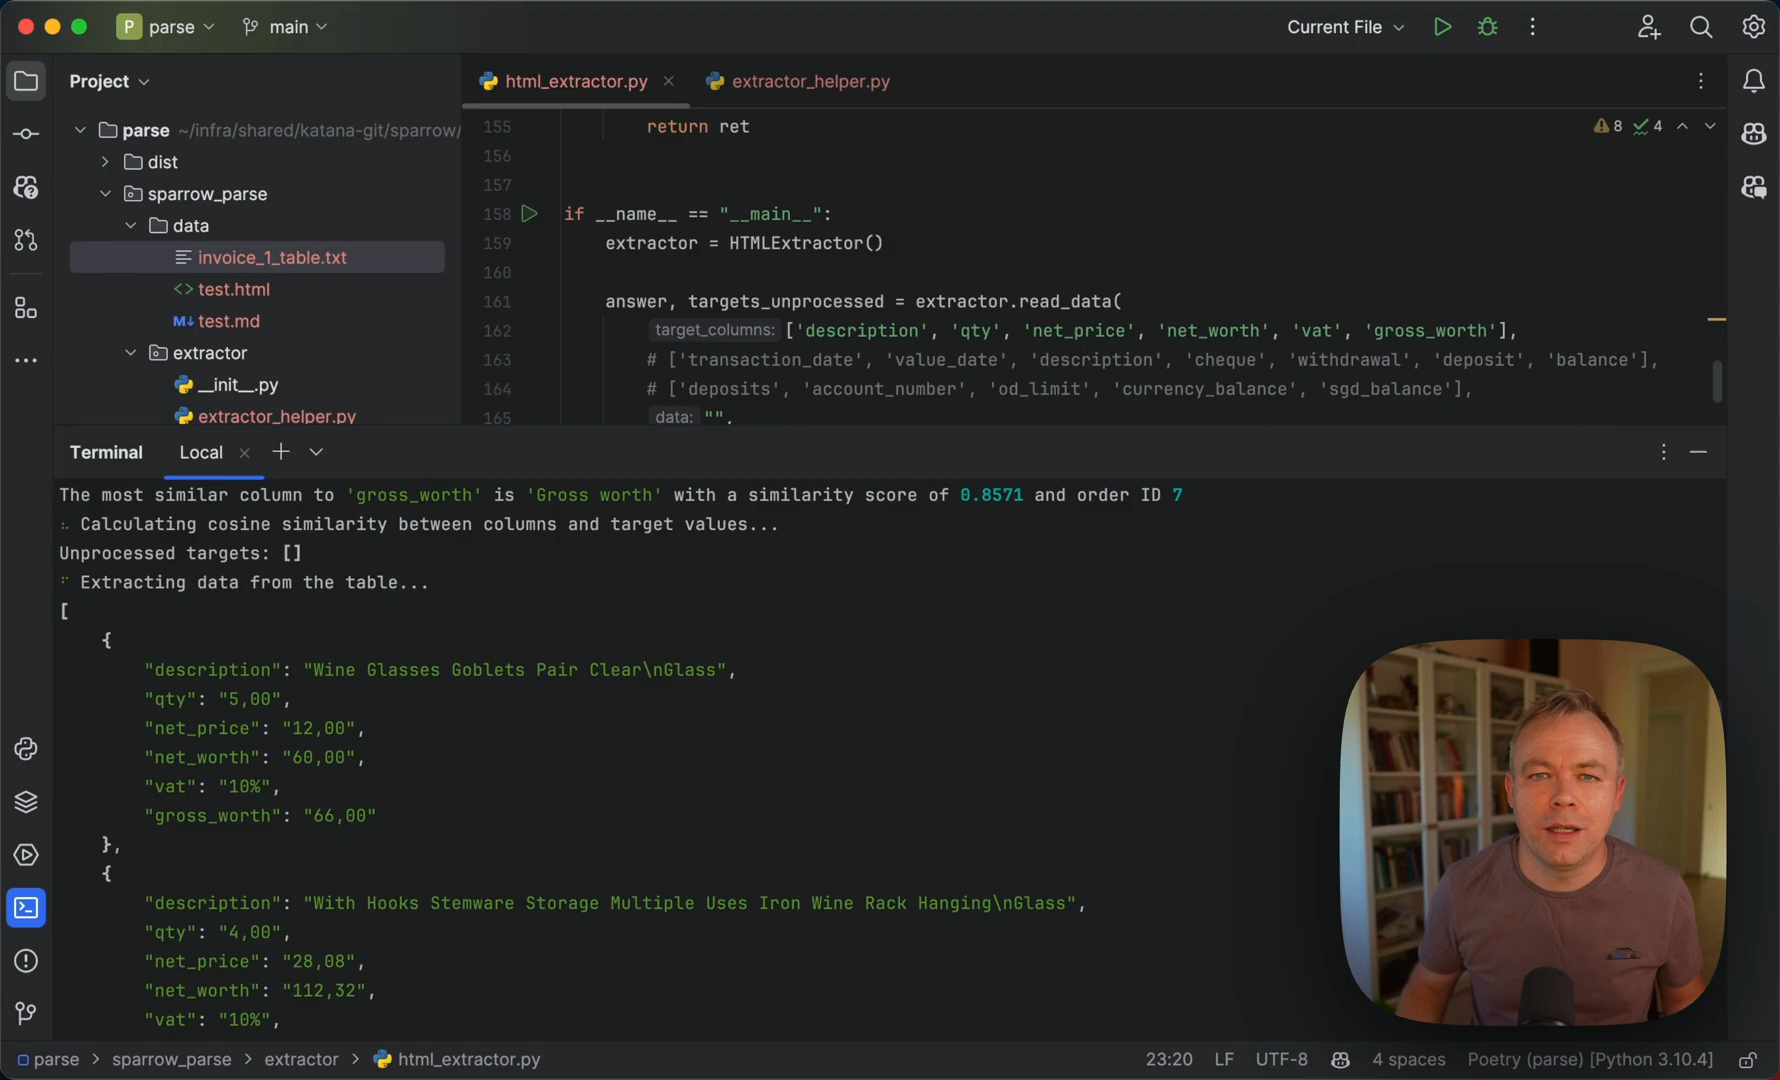 P parse main Current File
Project
html_extractor.py extractor_helper.py
parse ~/infra/shared/katana-git/sparrow/
dist
sparrow_parse
data
invoice_1_table.txt
<> test.html
M↓ test.md
extractor
__init__.py
extractor_helper.py
8 4
155 return ret
156
157
158 if __name__ == "__main__":
159 extractor = HTMLExtractor()
160
161 answer, targets_unprocessed = extractor.read_data(
162 target_columns: ['description', 'qty', 'net_price', 'net_worth', 'vat', 'gross_worth'],
163 # ['transaction_date', 'value_date', 'description', 'cheque', 'withdrawal', 'deposit', 'balance'],
164 # ['deposits', 'account_number', 'od_limit', 'currency_balance', 'sgd_balance'],
165 data: "",
Terminal Local
The most similar column to 'gross_worth' is 'Gross worth' with a similarity score of 0.8571 and order ID 7
Calculating cosine similarity between columns and target values...
Unprocessed targets: []
Extracting data from the table...
[
{
"description": "Wine Glasses Goblets Pair Clear\nGlass",
"qty": "5,00",
"net_price": "12,00",
"net_worth": "60,00",
"vat": "10%",
"gross_worth": "66,00"
},
{
"description": "With Hooks Stemware Storage Multiple Uses Iron Wine Rack Hanging\nGlass",
"qty": "4,00",
"net_price": "28,08",
"net_worth": "112,32",
"vat": "10%",
parse > sparrow_parse > extractor > html_extractor.py 23:20 LF UTF-8 4 spaces Poetry (parse) [Python 3.10.4]